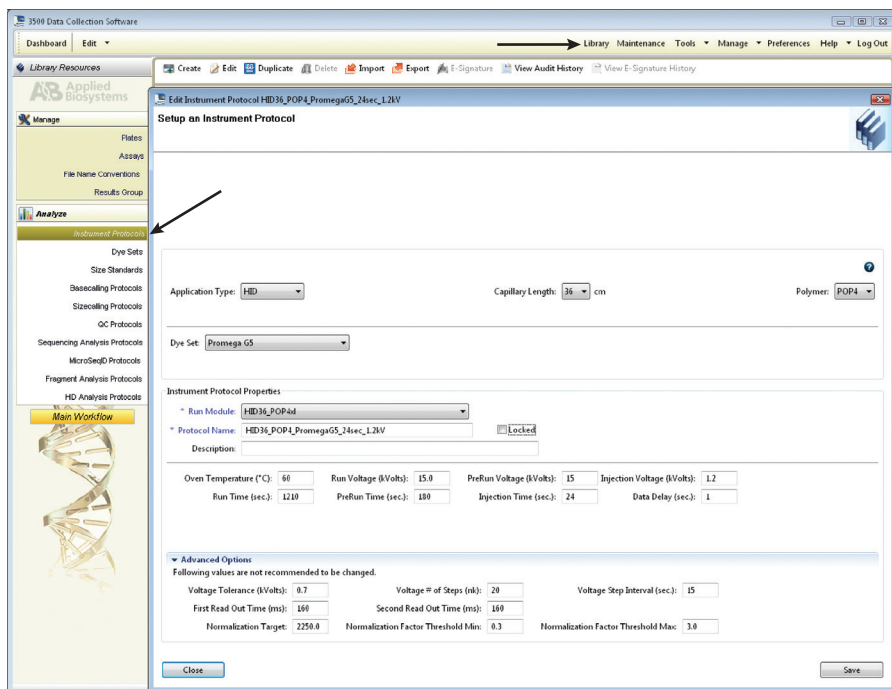 3500 Data Collection Software
Dashboard Edit Library Maintenance Tools Manage Preferences Help Log Out
Library Resources
Create Edit Duplicate Delete Import Export E-Signature View Audit History View E-Signature History
AB Applied Biosystems
Manage
Plates
Assays
File Name Conventions
Results Group
Analyze
Instrument Protocols
Dye Sets
Size Standards
Basecalling Protocols
Sizecalling Protocols
QC Protocols
Sequencing Analysis Protocols
MicroSeqID Protocols
Fragment Analysis Protocols
HID Analysis Protocols
Main Workflow
Edit Instrument Protocol HID36_POP4_PromegaG5_24sec_1.2kV
Setup an Instrument Protocol
Application Type: HID Capillary Length: 36 cm Polymer: POP4
Dye Set: Promega G5
Instrument Protocol Properties
* Run Module: HID36_POP4xl
* Protocol Name: HID36_POP4_PromegaG5_24sec_1.2kV Locked
Description:
Oven Temperature (°C): 60 Run Voltage (kVolts): 15.0 PreRun Voltage (kVolts): 15 Injection Voltage (kVolts): 1.2
Run Time (sec.): 1210 PreRun Time (sec.): 180 Injection Time (sec.): 24 Data Delay (sec.): 1
Advanced Options
Following values are not recommended to be changed.
Voltage Tolerance (kVolts): 0.7 Voltage # of Steps (nk): 20 Voltage Step Interval (sec.): 15
First Read Out Time (ms): 160 Second Read Out Time (ms): 160
Normalization Target: 2250.0 Normalization Factor Threshold Min: 0.3 Normalization Factor Threshold Max: 3.0
Close Save